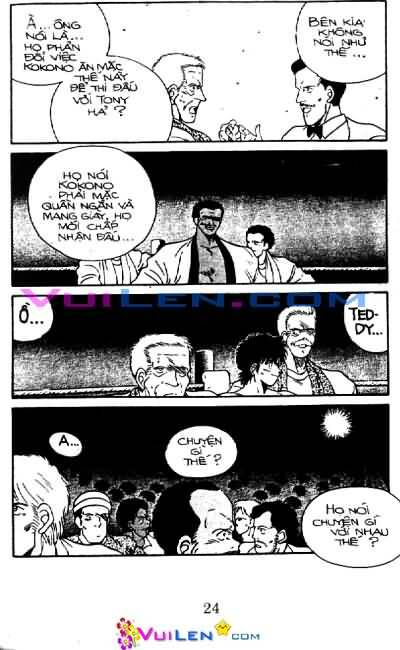 À... ÔNG
NÓI LÀ...
HỌ PHẢN
ĐỐI VIỆC
KOKONO ĂN MẶC
THẾ NÀY
ĐỂ THI ĐẤU
VỚI TONY
HẢ ?
BÊN KIA
KHÔNG
NÓI NHƯ
THẾ ...
HỌ NÓI
KOKONO
PHẢI MẶC
QUẦN NGẮN VÀ
MANG GIÀY, HỌ
MỚI CHẤP
NHẬN ĐẤU...
VUILEN.COM
Ồ...
TED-
DY...
A...
CHUYỆN
GÌ
THẾ ?
HỌ NÓI
CHUYỆN GÌ
VỚI NHAU
THẾ ?
24
VUILEN COM